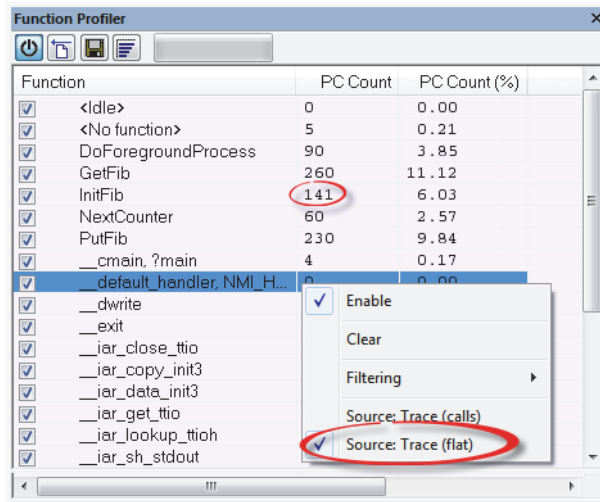 Function Profiler
Function PC Count PC Count (%)
<Idle> 0 0.00
<No function> 5 0.21
DoForegroundProcess 90 3.85
GetFib 260 11.12
InitFib 141 6.03
NextCounter 60 2.57
PutFib 230 9.84
__cmain, ?main 4 0.17
__default_handler, NMI_H... 0 0.00
__dwrite
__exit
__iar_close_ttio
__iar_copy_init3
__iar_data_init3
__iar_get_ttio
__iar_lookup_ttioh
__iar_sh_stdout
Enable
Clear
Filtering
Source: Trace (calls)
Source: Trace (flat)